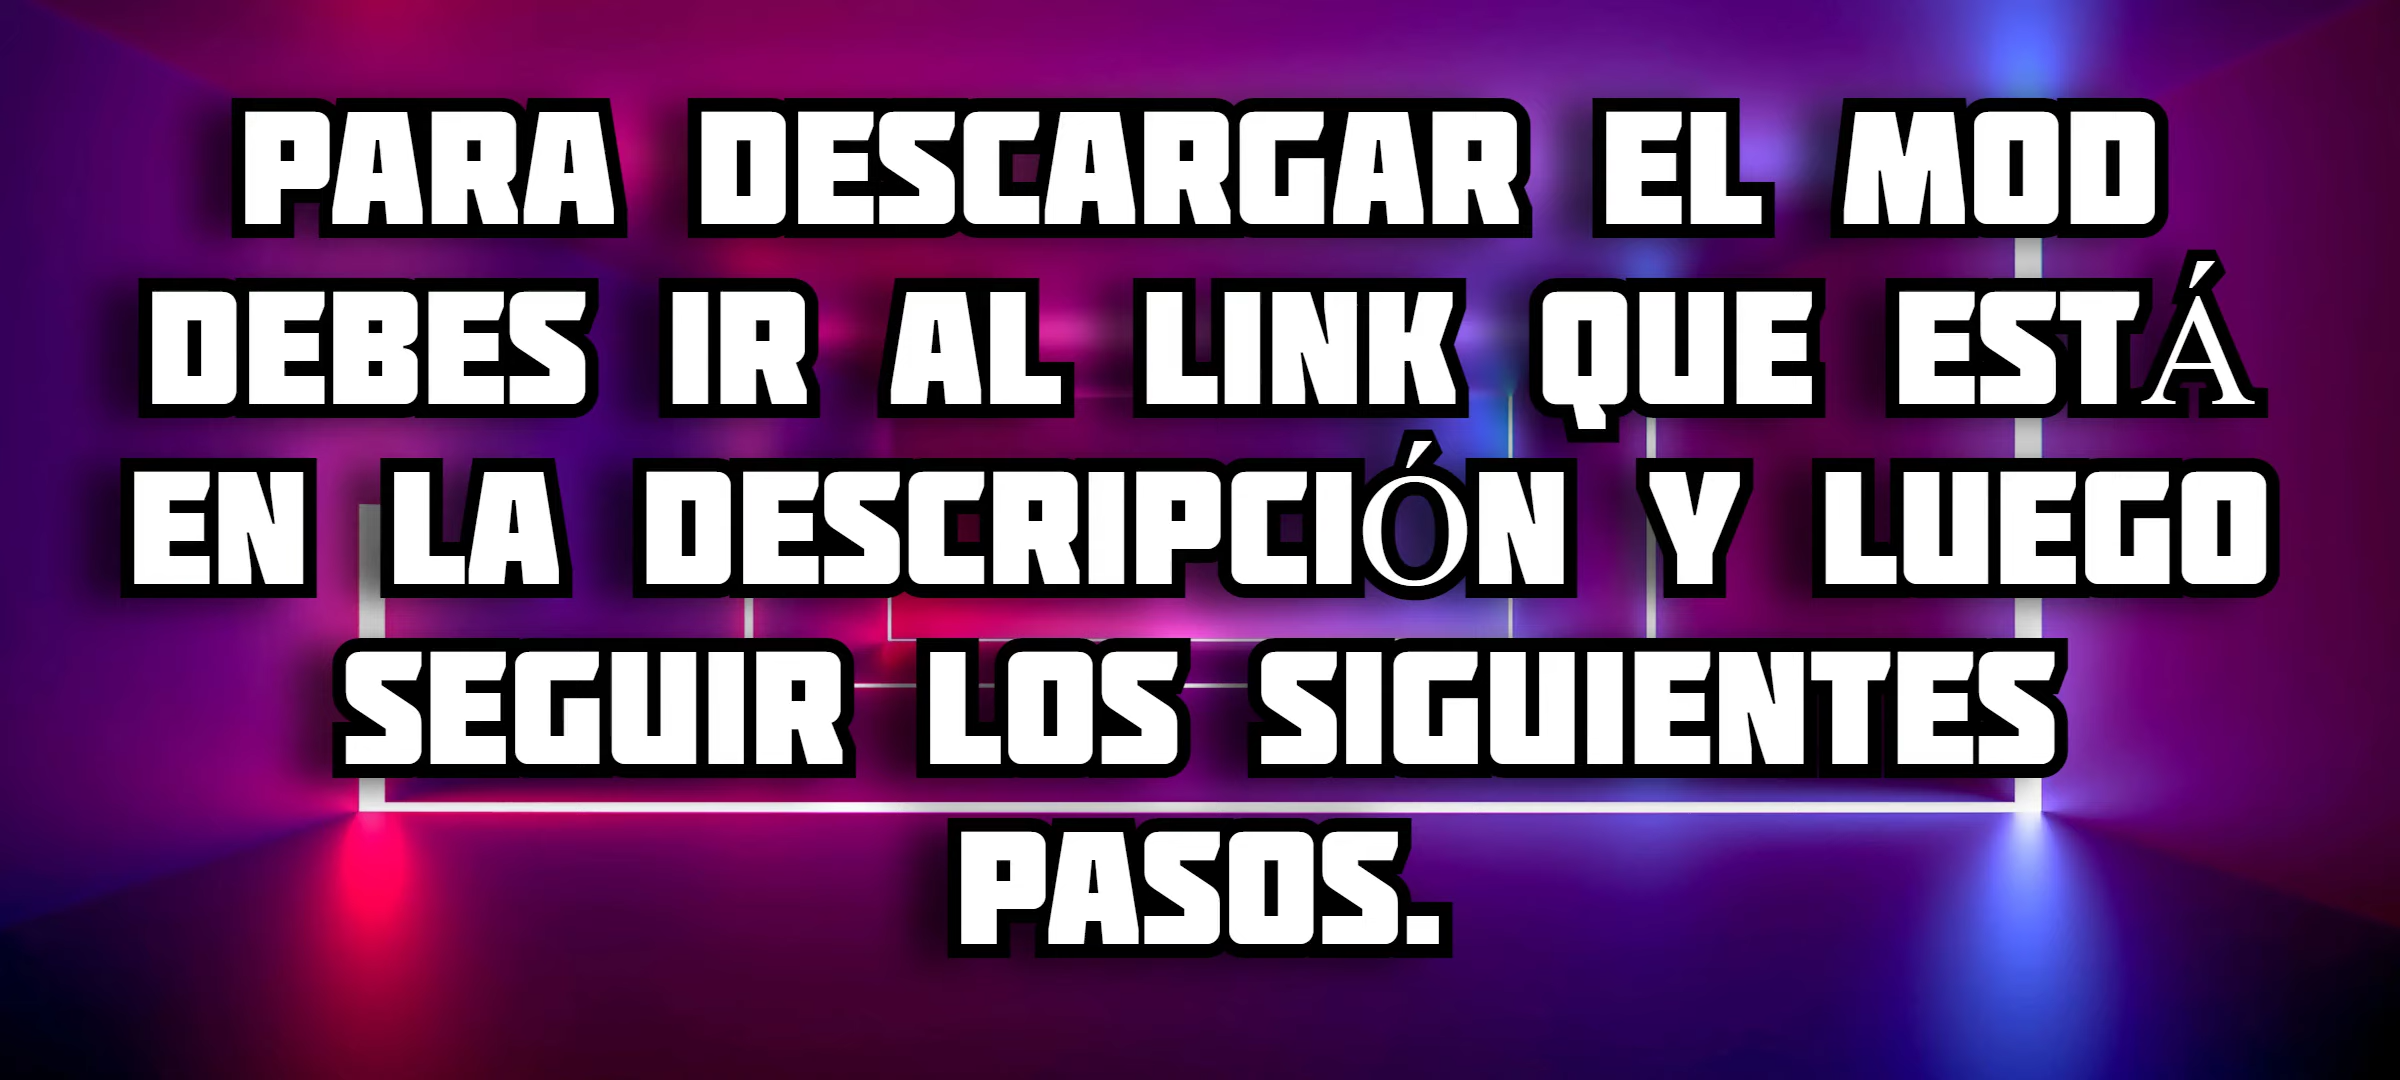 PARA DESCARGAR EL MOD
DEBES IR AL LINK QUE ESTÁ
EN LA DESCRIPCIÓN Y LUEGO
SEGUIR LOS SIGUIENTES
PASOS.